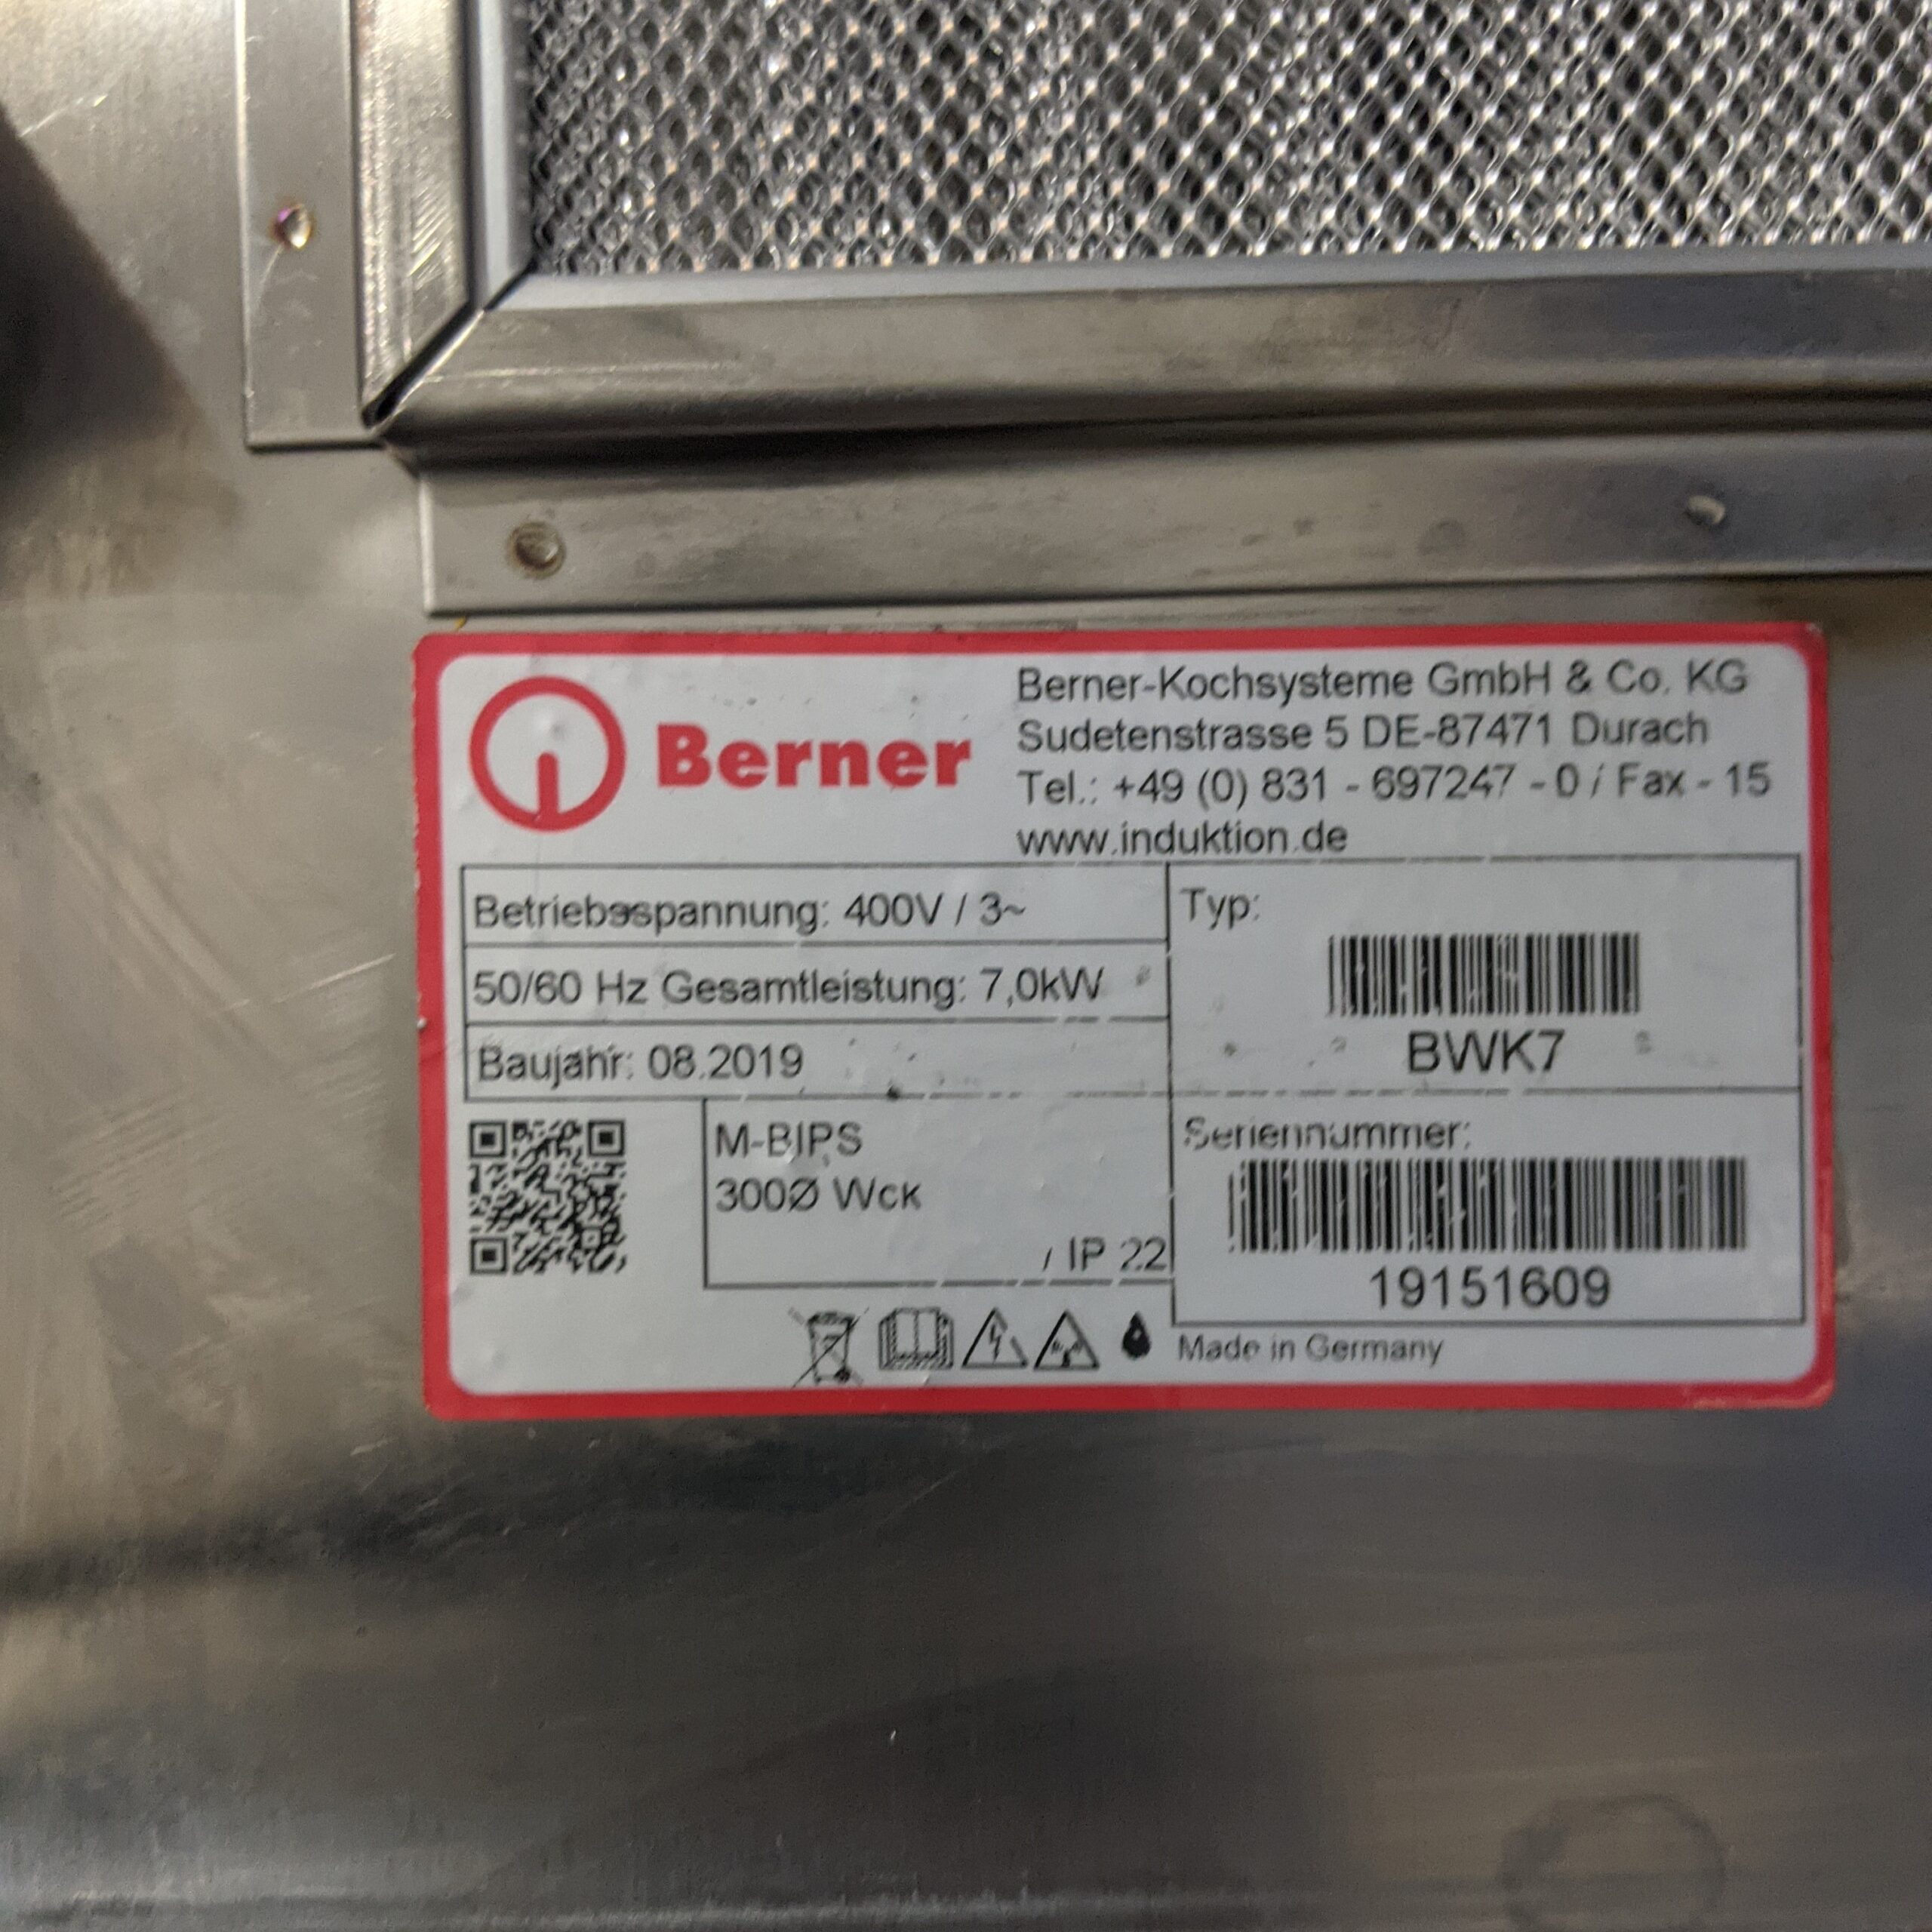 Berner
Berner-Kochsysteme GmbH & Co. KG
Sudetenstrasse 5 DE-87471 Durach
Tel.: +49 (0) 831 - 697247 - 0 / Fax - 15
www.induktion.de
Betriebsspannung: 400V / 3~
50/60 Hz Gesamtleistung: 7,0kW
Baujahr: 08.2019
Typ:
BWK7
M-BIPS
300Ø Wck
/ IP 22
Seriennummer:
19151609
Made in Germany